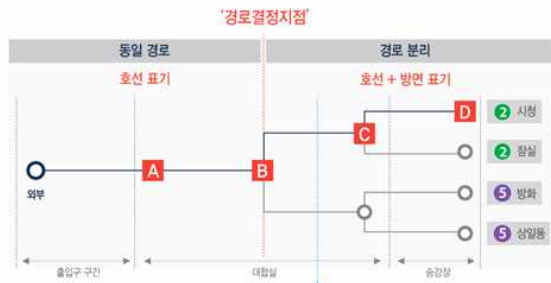 '경로결정지점'
동일 경로 경로 분리
호선 표기 호선 + 방면 표기
D 2 시청
C
2 잠실
A B
외부
5 방화
5 상일동
출입구 구간 대합실 승강장